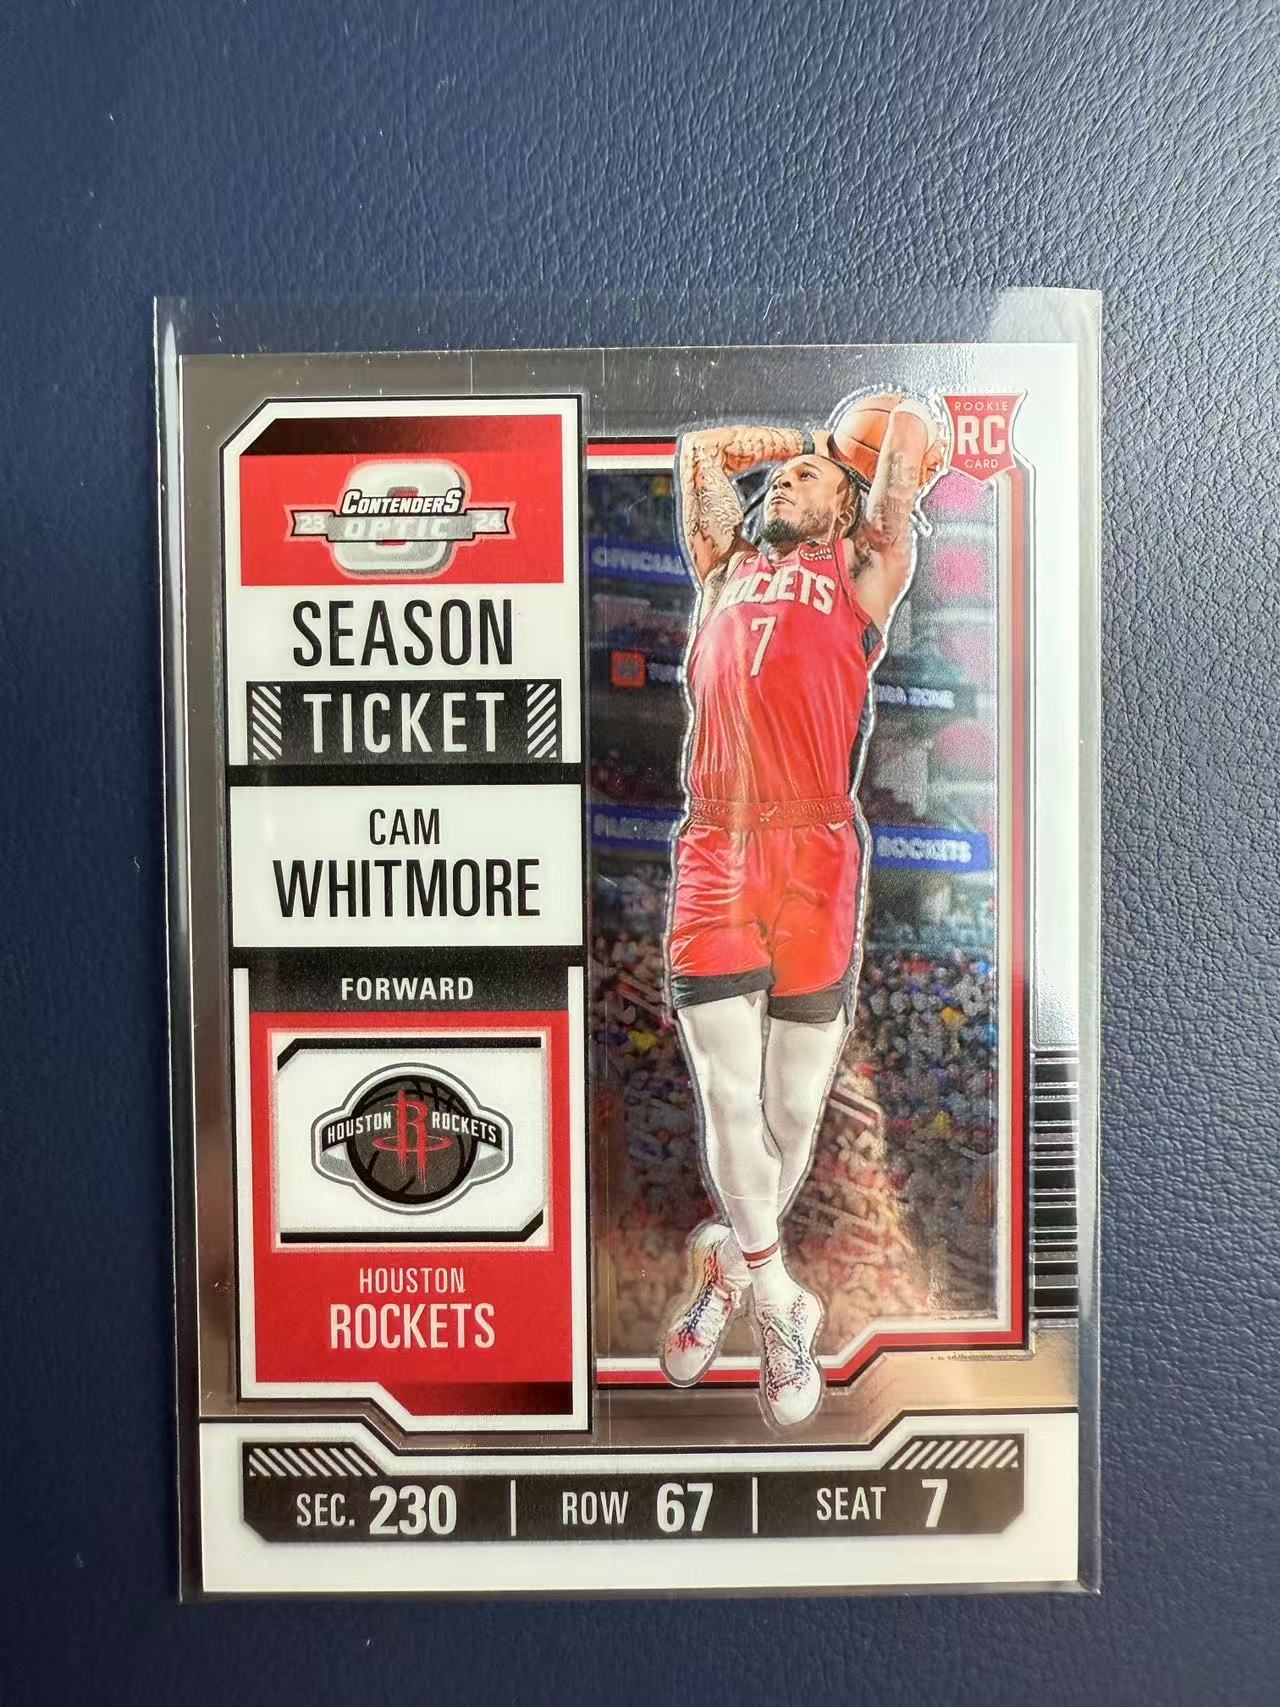 ROOKIE
RC
CARD
CONTENDERS
23 OPTIC 24
SEASON
TICKET
CAM
WHITMORE
FORWARD
HOUSTON ROCKETS
HOUSTON
ROCKETS
ROCKETS
7
ROCKETS
SEC. 230 | ROW 67 | SEAT 7